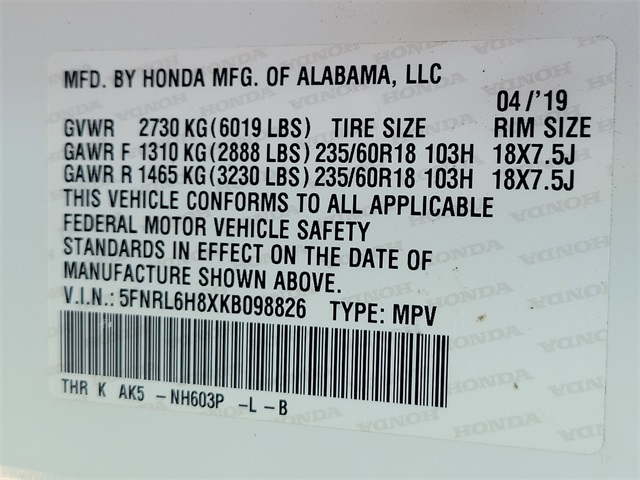 MFD. BY HONDA MFG. OF ALABAMA, LLC
04/'19
GVWR 2730 KG(6019 LBS) TIRE SIZE RIM SIZE
GAWR F 1310 KG(2888 LBS) 235/60R18 103H 18X7.5J
GAWR R 1465 KG(3230 LBS) 235/60R18 103H 18X7.5J
THIS VEHICLE CONFORMS TO ALL APPLICABLE
FEDERAL MOTOR VEHICLE SAFETY
STANDARDS IN EFFECT ON THE DATE OF
MANUFACTURE SHOWN ABOVE.
V.I.N.: 5FNRL6H8XKB098826 TYPE: MPV
THR K AK5 -NH603P -L -B